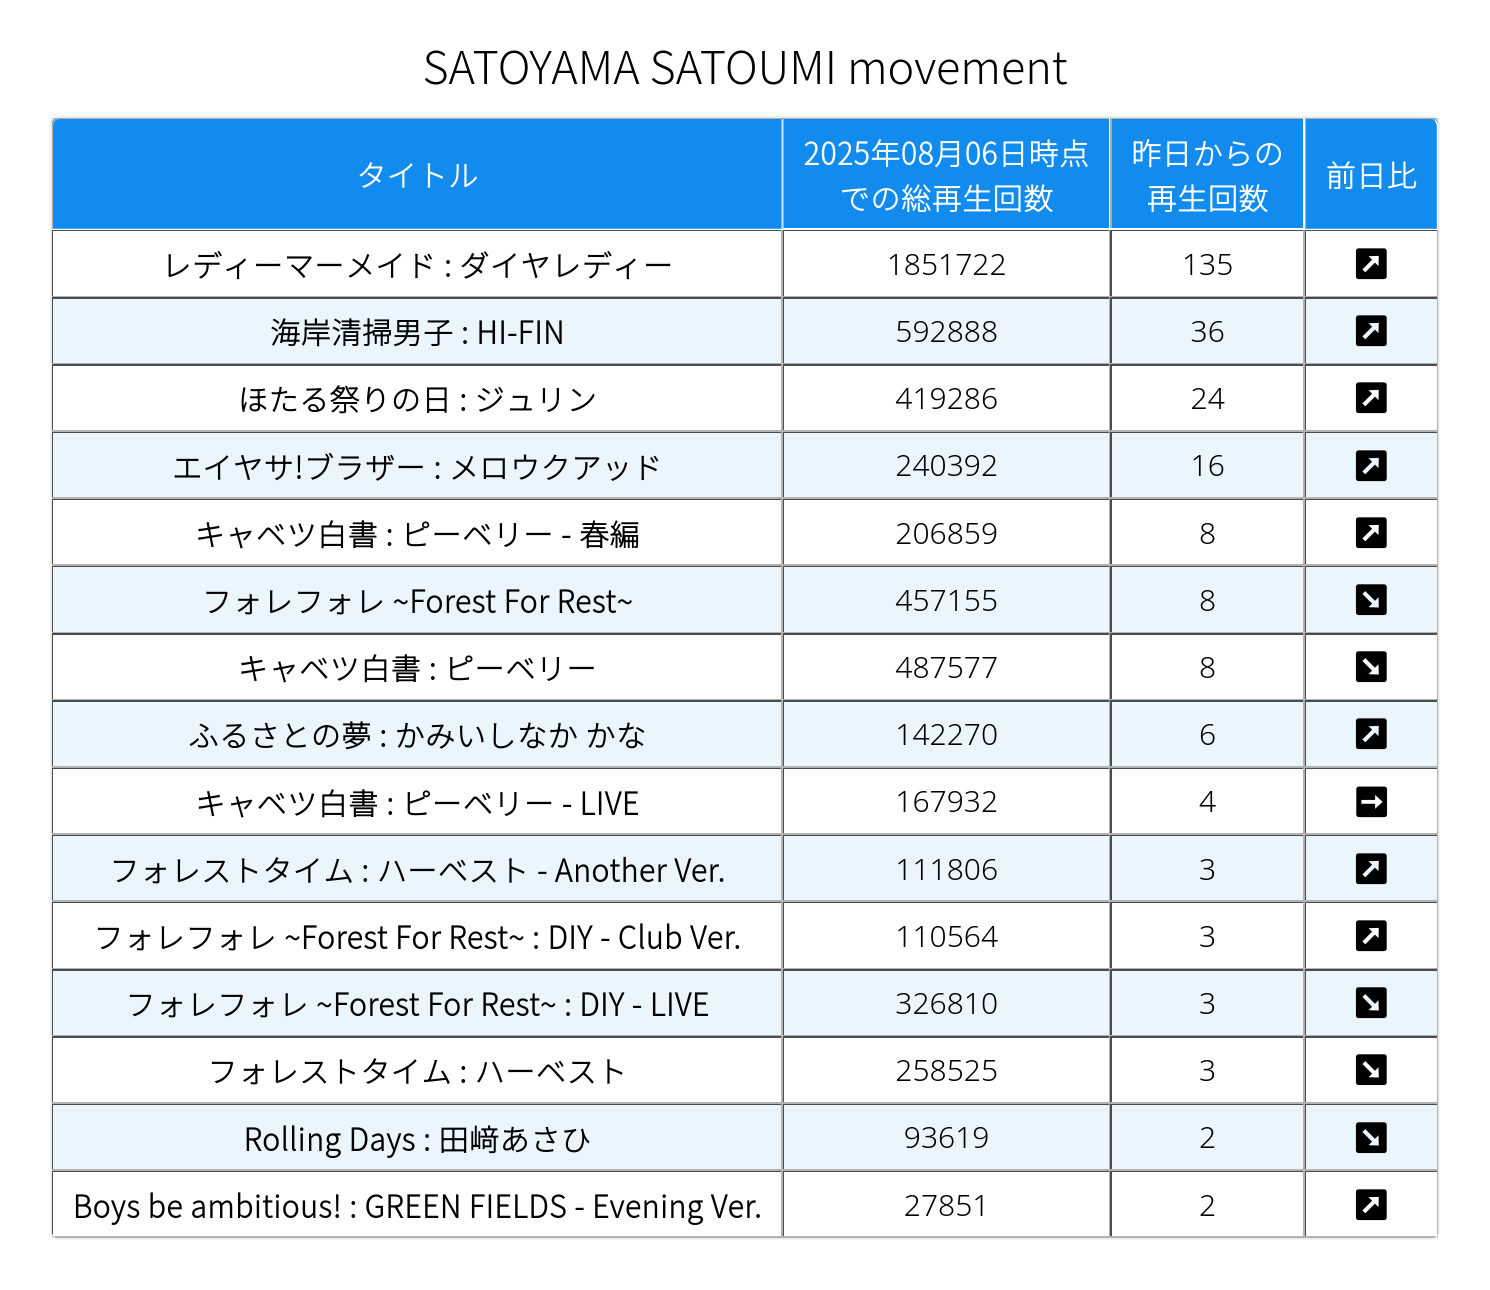 SATOYAMA SATOUMI movement
タイトル 2025年08月06日時点での総再生回数 昨日からの再生回数 前日比
レディーマーメイド : ダイヤレディー 1851722 135 ↗
海岸清掃男子 : HI-FIN 592888 36 ↗
ほたる祭りの日 : ジュリン 419286 24 ↗
エイヤサ!ブラザー : メロウクアッド 240392 16 ↗
キャベツ白書 : ピーベリー - 春編 206859 8 ↗
フォレフォレ ~Forest For Rest~ 457155 8 ↘
キャベツ白書 : ピーベリー 487577 8 ↘
ふるさとの夢 : かみいしなか かな 142270 6 ↗
キャベツ白書 : ピーベリー - LIVE 167932 4 →
フォレストタイム : ハーベスト - Another Ver. 111806 3 ↗
フォレフォレ ~Forest For Rest~ : DIY - Club Ver. 110564 3 ↗
フォレフォレ ~Forest For Rest~ : DIY - LIVE 326810 3 ↘
フォレストタイム : ハーベスト 258525 3 ↘
Rolling Days : 田﨑あさひ 93619 2 ↘
Boys be ambitious! : GREEN FIELDS - Evening Ver. 27851 2 ↗